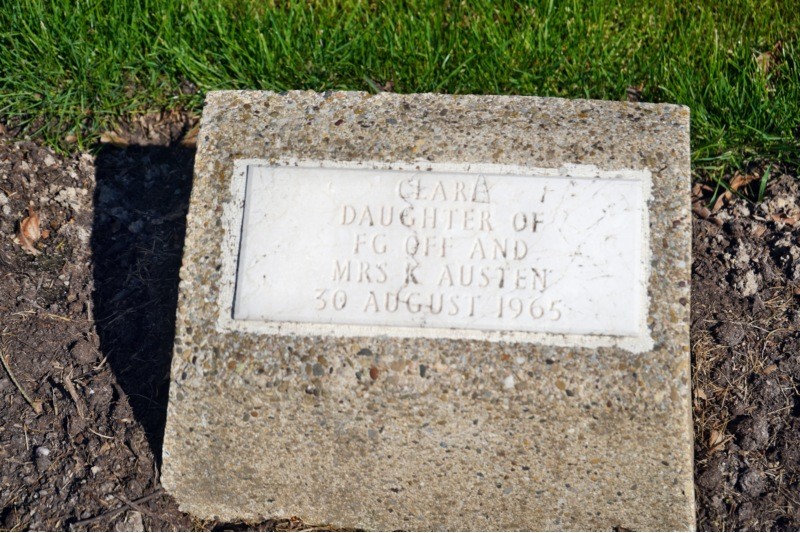 CLARE
DAUGHTER OF
FG OFF AND
MRS K AUSTEN
30 AUGUST 1965